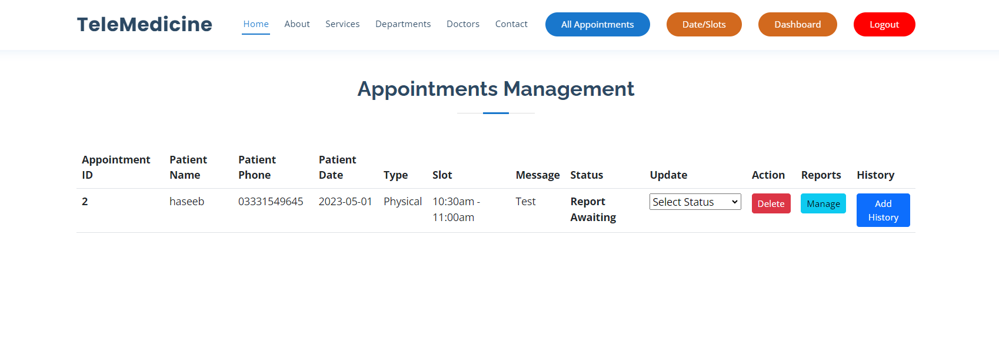 TeleMedicine Home About Services Departments Doctors Contact All Appointments Date/Slots Dashboard Logout
Appointments Management
Appointment ID Patient Name Patient Phone Patient Date Type Slot Message Status Update Action Reports History
2 haseeb 03331549645 2023-05-01 Physical 10:30am - 11:00am Test Report Awaiting Select Status Delete Manage Add History